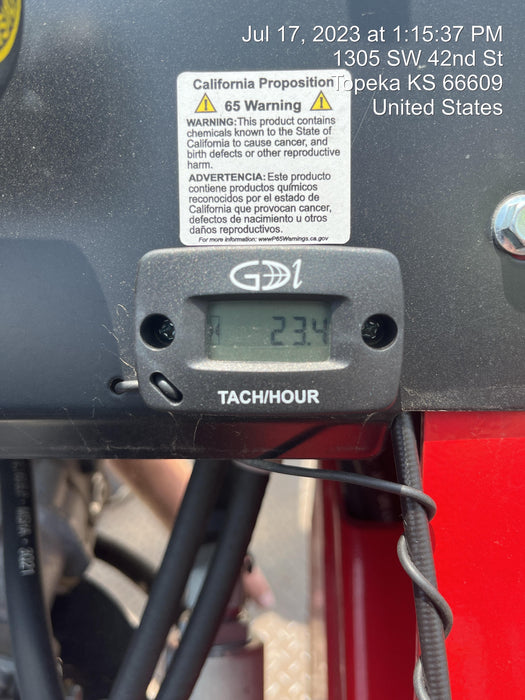 Jul 17, 2023 at 1:15:37 PM
1305 SW 42nd St
Topeka KS 66609
United States
California Proposition
65 Warning
WARNING: This product contains
chemicals known to the State of
California to cause cancer, and
birth defects or other reproductive
harm.
ADVERTENCIA: Este producto
contiene productos químicos
reconocidos por el estado de
California que provocan cancer,
defectos de nacimiento u otros
daños reproductivos.
For more information: www.P65Warnings.ca.gov
GDI
23.4
TACH/HOUR
2021